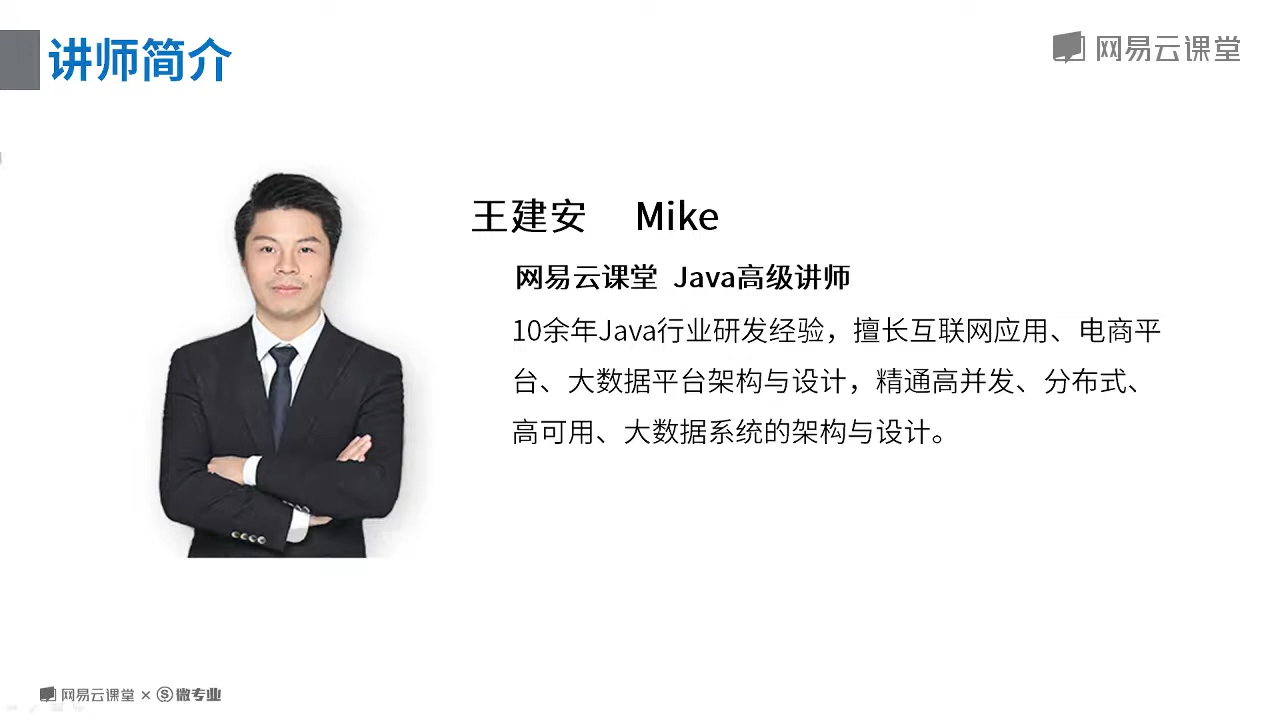 讲师简介
网易云课堂
王建安 Mike
网易云课堂 Java高级讲师
10余年Java行业研发经验，擅长互联网应用、电商平
台、大数据平台架构与设计，精通高并发、分布式、
高可用、大数据系统的架构与设计。
网易云课堂 × Ⓢ微专业